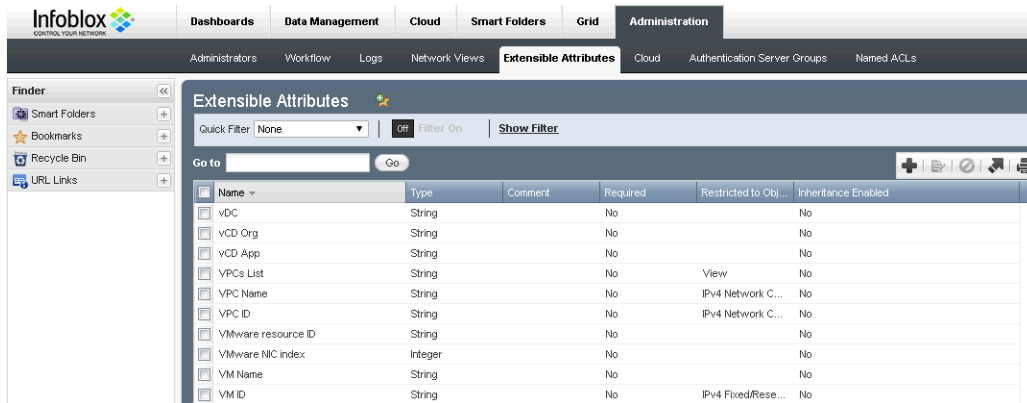 Infoblox
CONTROL YOUR NETWORK
Dashboards Data Management Cloud Smart Folders Grid Administration
Administrators Workflow Logs Network Views Extensible Attributes Cloud Authentication Server Groups Named ACLs
Finder
Smart Folders
Bookmarks
Recycle Bin
URL Links
Extensible Attributes
Quick Filter None Off Filter On Show Filter
Go to Go
Name Type Comment Required Restricted to Obj... Inheritance Enabled
vDC String No No
vCD Org String No No
vCD App String No No
VPCs List String No View No
VPC Name String No IPv4 Network C... No
VPC ID String No IPv4 Network C... No
VMware resource ID String No No
VMware NIC index Integer No No
VM Name String No No
VM ID String No IPv4 Fixed/Rese... No